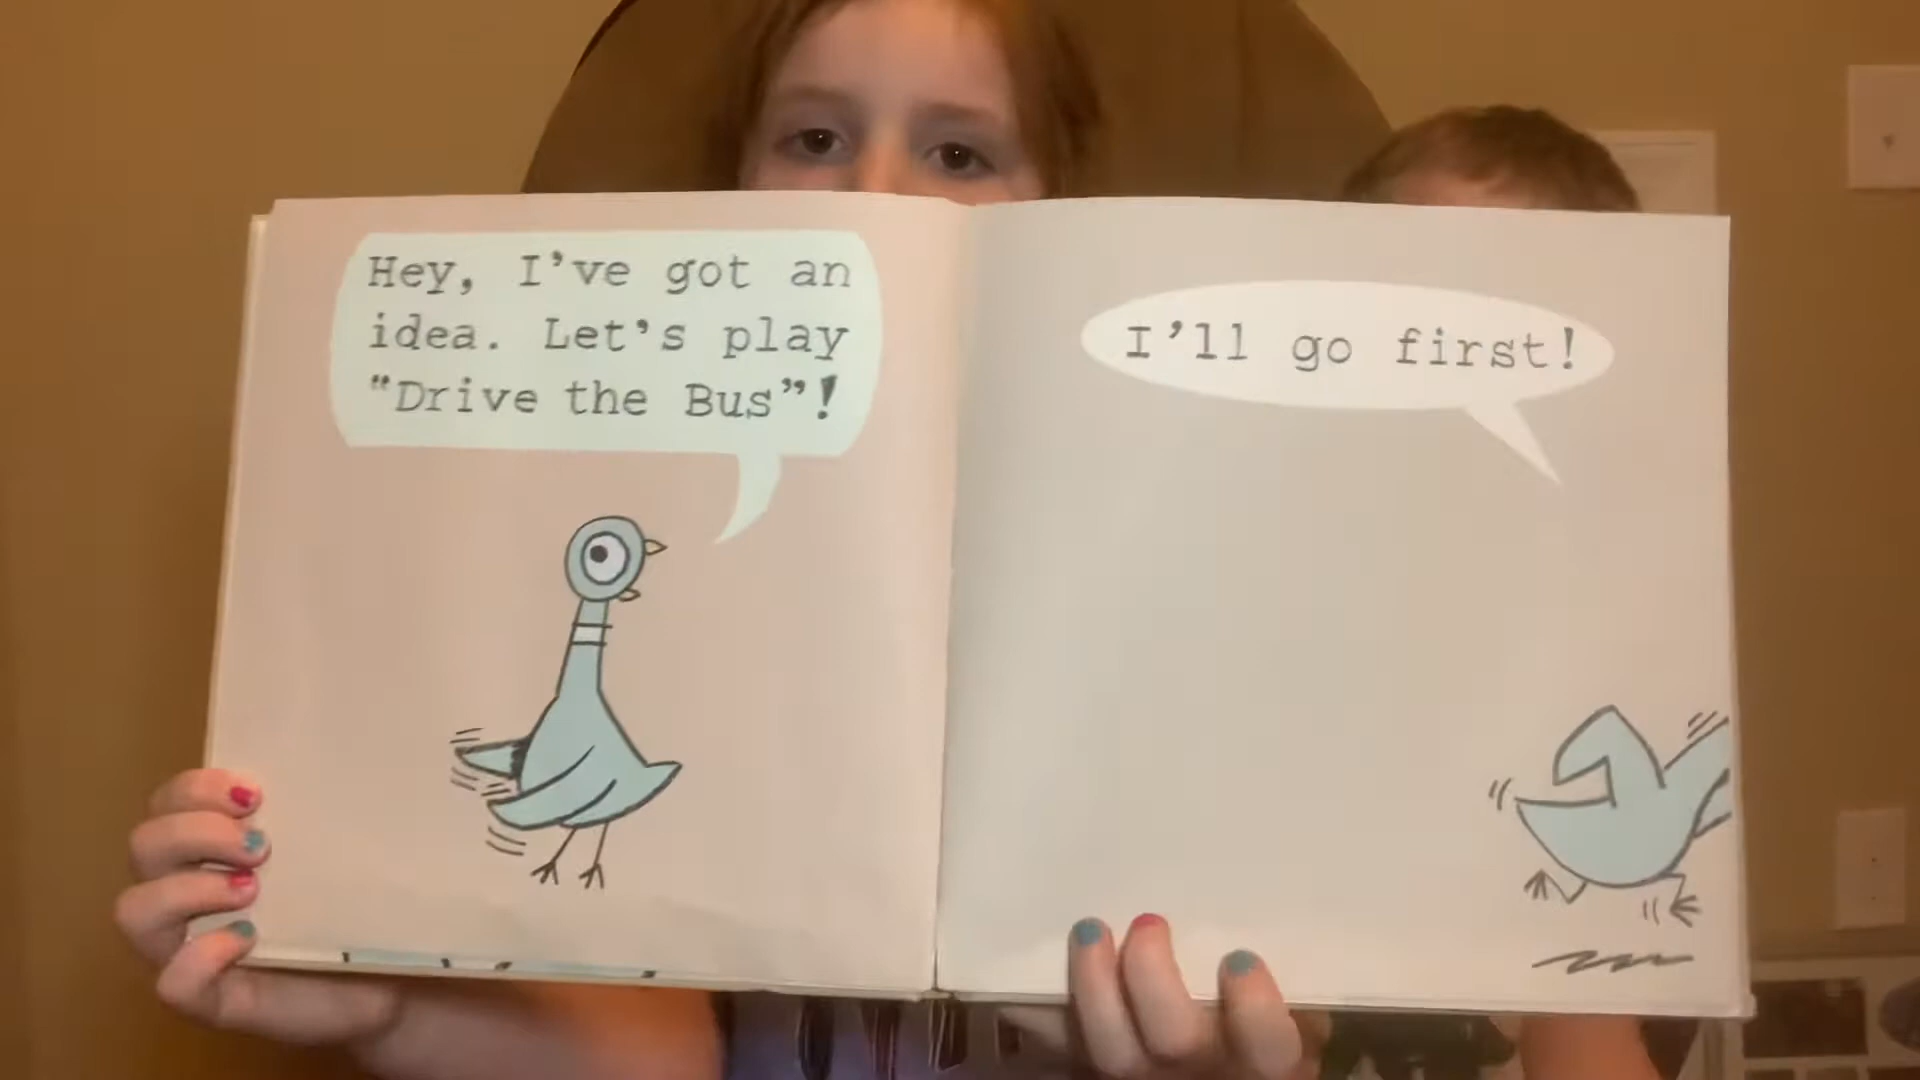 Hey, I’ve got an
idea. Let’s play
"Drive the Bus”!
I’ll go first!